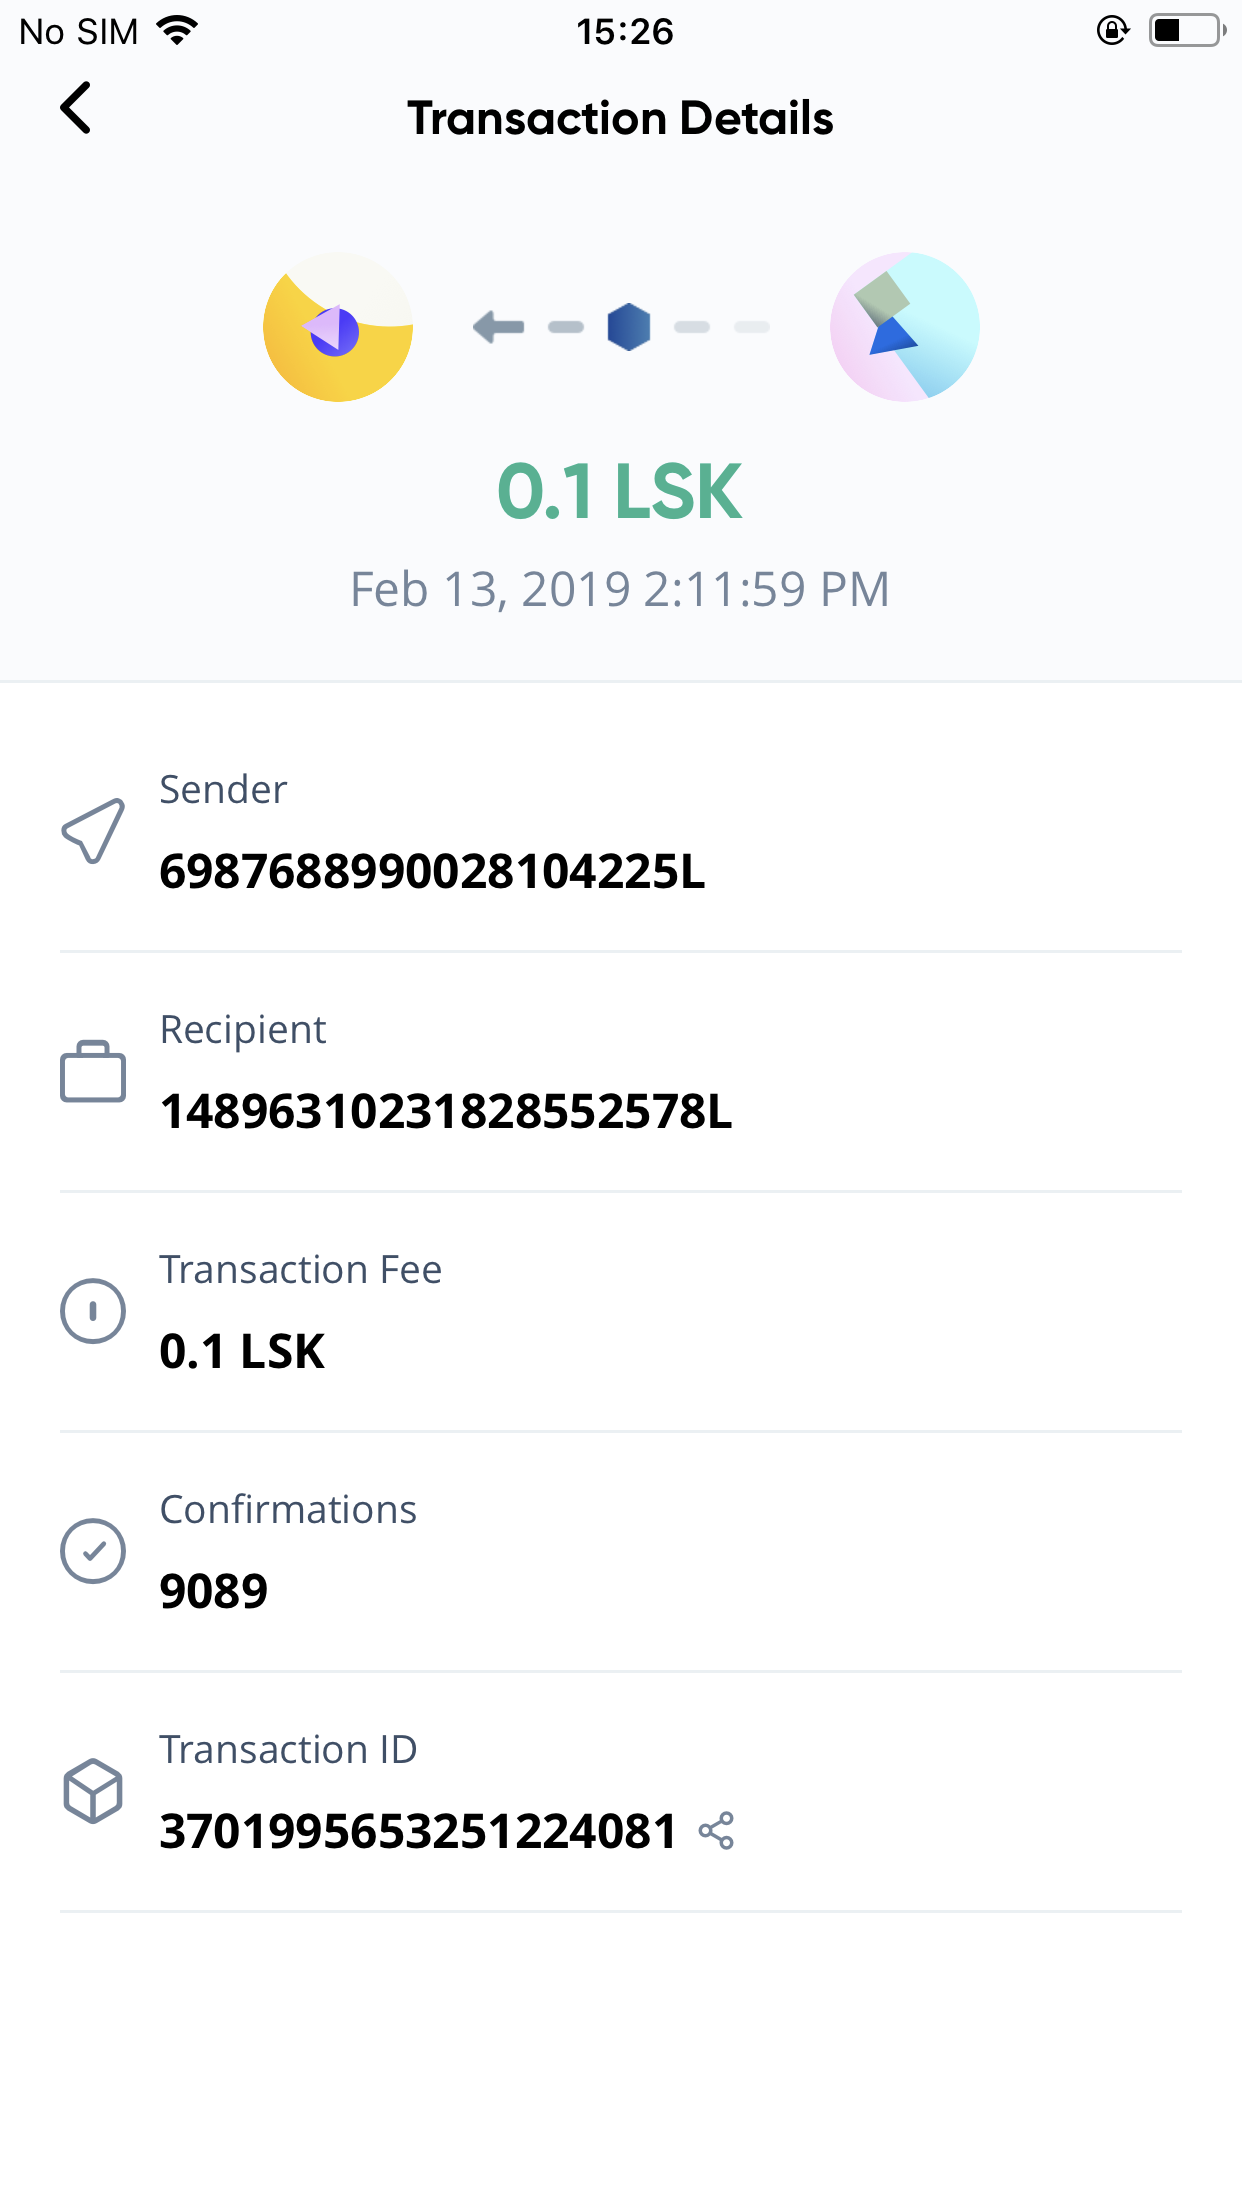 No SIM 15:26
Transaction Details
0.1 LSK
Feb 13, 2019 2:11:59 PM
Sender
6987688990028104225L
Recipient
14896310231828552578L
Transaction Fee
0.1 LSK
Confirmations
9089
Transaction ID
3701995653251224081